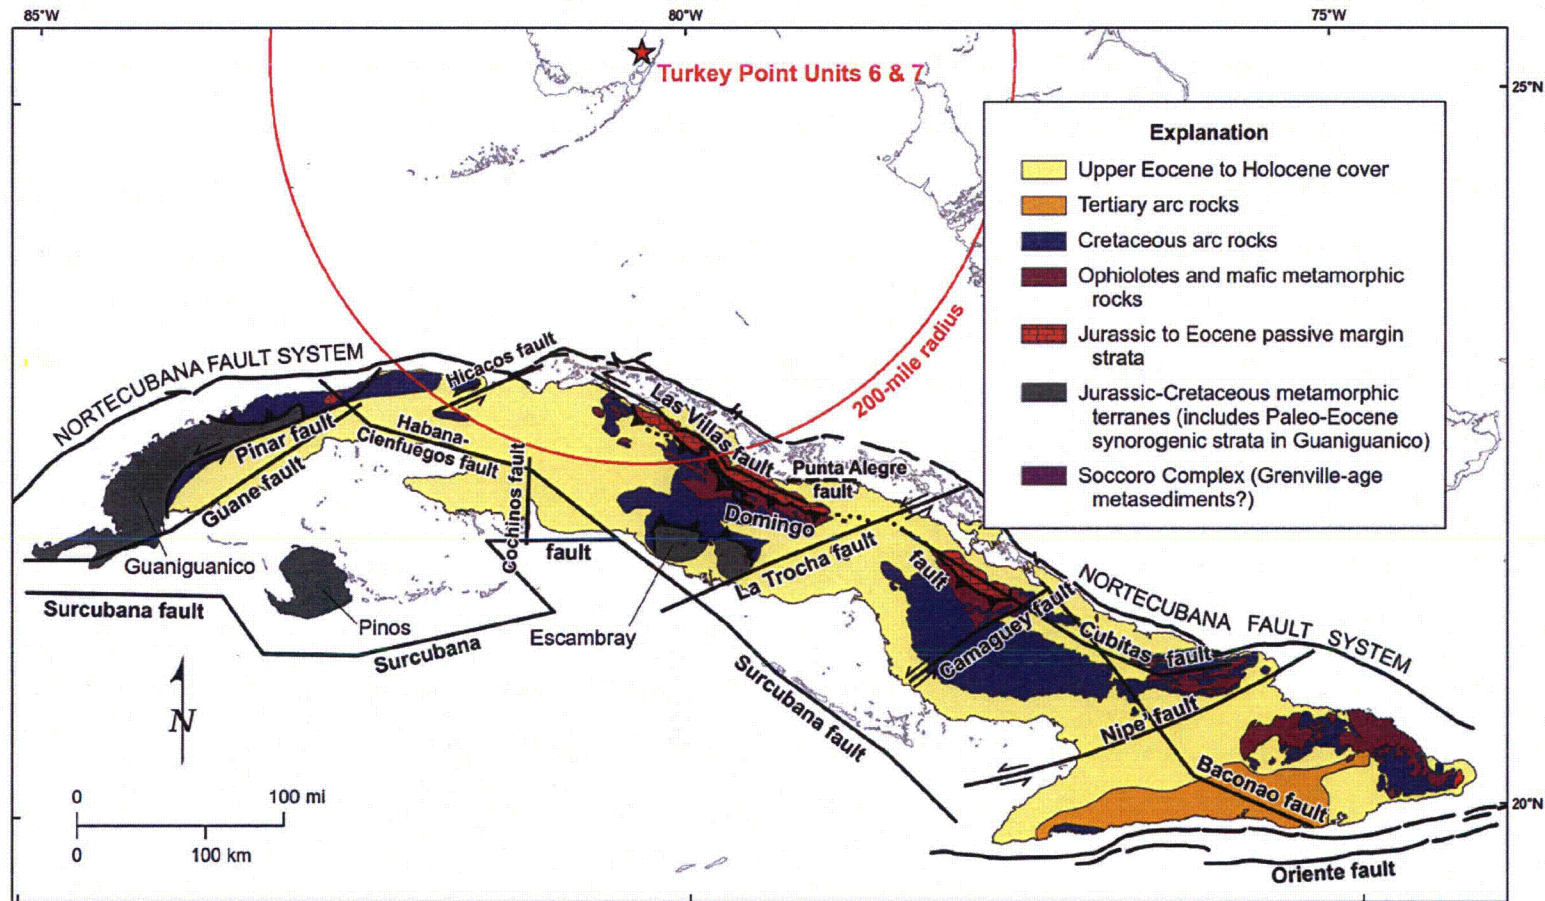 85°W
80°W
75°W
Turkey Point Units 6 & 7
25°N
Explanation
Upper Eocene to Holocene cover
Tertiary arc rocks
Cretaceous arc rocks
Ophiolotes and mafic metamorphic
rocks
Jurassic to Eocene passive margin
strata
Jurassic-Cretaceous metamorphic
terranes (includes Paleo-Eocene
synorogenic strata in Guaniguanico)
Soccoro Complex (Grenville-age
metasediments?)
200-mile radius
NORTECUBANA FAULT SYSTEM
Hicacos fault
Las Villas fault
Pinar fault
Habana-
Cienfuegos fault
Guane fault
Cochinos fault
Punta Alegre
fault
Domingo
fault
La Trocha fault
fault
Guaniguanico
Surcubana fault
Pinos
Surcubana
Escambray
Surcubana fault
Camaguey fault
Cubitas fault
NORTECUBANA FAULT SYSTEM
Nipe fault
Baconao fault
20°N
Oriente fault
N
0 100 mi
0 100 km